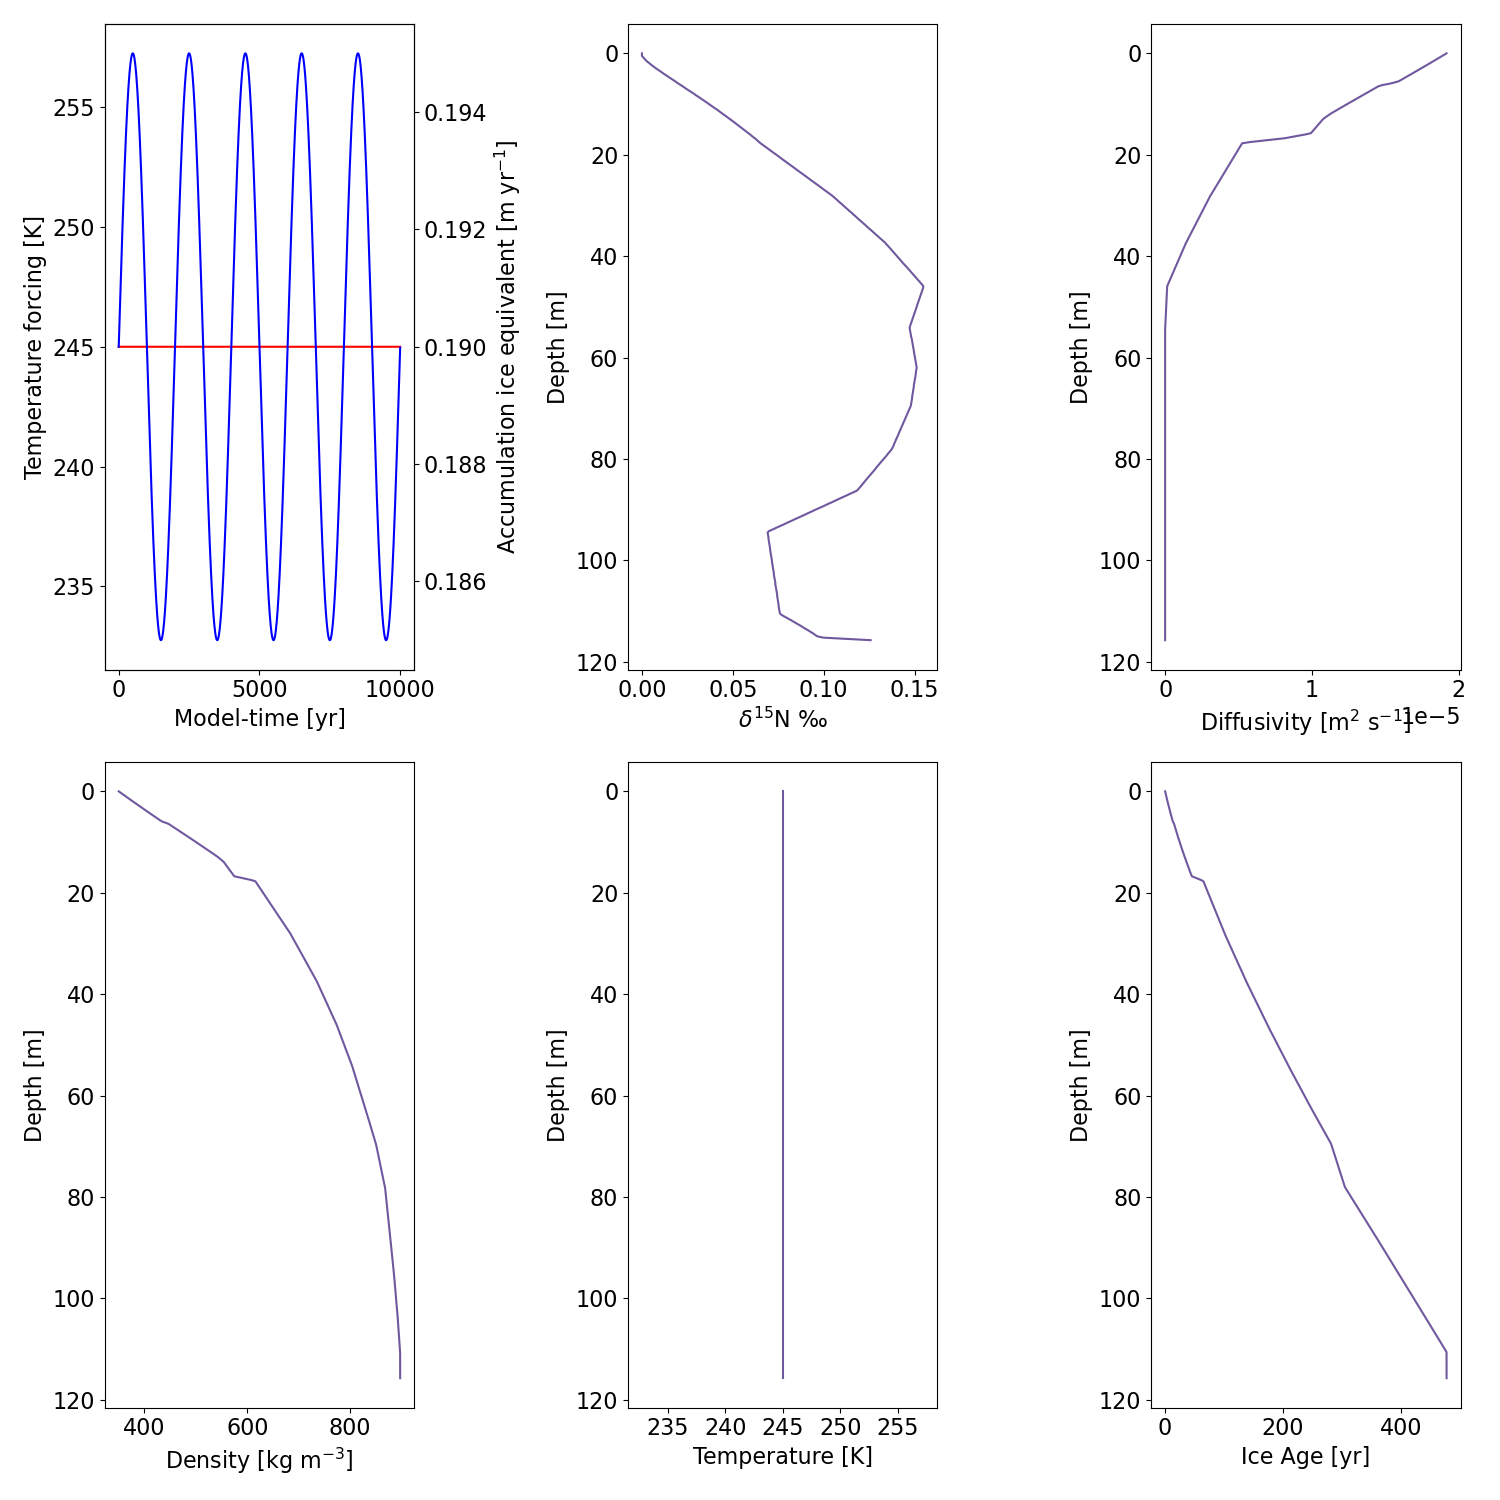 255
250
245
240
235
Temperature forcing [K]
0 5000 10000
Model-time [yr]
0.194
0.192
0.190
0.188
0.186
Accumulation ice equivalent [m yr⁻¹]
0
20
40
60
80
100
120
Depth [m]
0.00 0.05 0.10 0.15
δ¹⁵N ‰
0
20
40
60
80
100
120
Depth [m]
0 1 2
Diffusivity [m² s⁻¹]
1e−5
0
20
40
60
80
100
120
Depth [m]
400 600 800
Density [kg m⁻³]
0
20
40
60
80
100
120
Depth [m]
235 240 245 250 255
Temperature [K]
0
20
40
60
80
100
120
Depth [m]
0 200 400
Ice Age [yr]